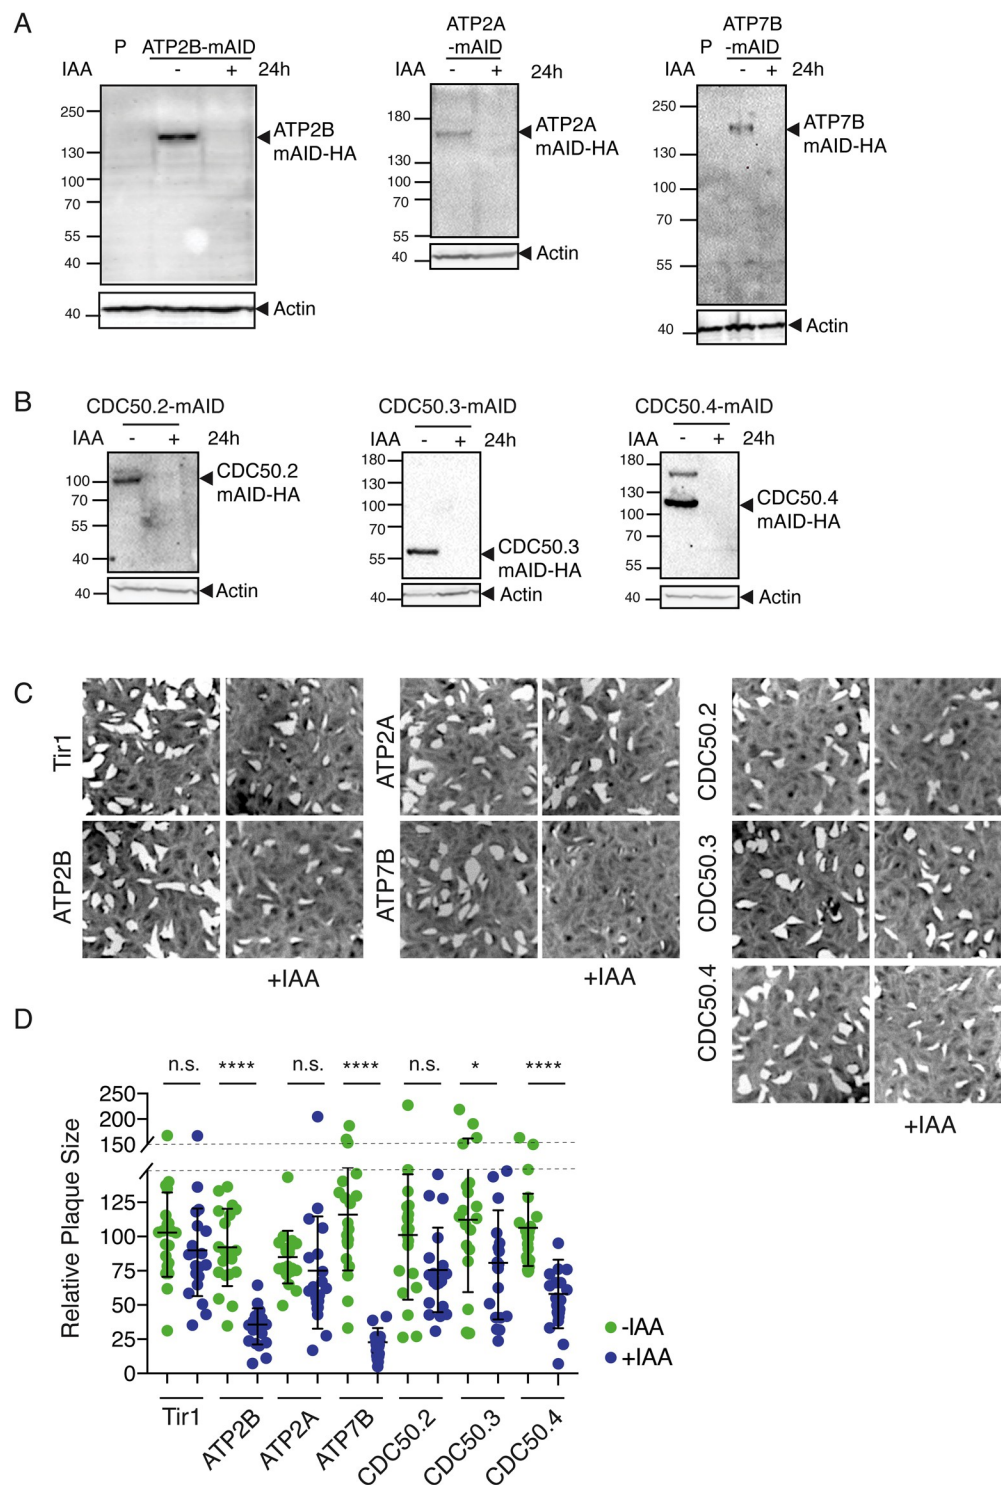 A
P ATP2B-mAID
IAA - + 24h
250
130
100
70
55
40
ATP2B
mAID-HA
40
Actin
ATP2A
-mAID
IAA - + 24h
180
130
100
70
55
ATP2A
mAID-HA
40
Actin
ATP7B
P -mAID
IAA - + 24h
250
130
100
70
55
ATP7B
mAID-HA
40
Actin
B
CDC50.2-mAID
IAA - + 24h
100
70
55
40
CDC50.2
mAID-HA
40
Actin
CDC50.3-mAID
IAA - + 24h
180
130
100
70
55
CDC50.3
mAID-HA
40
Actin
CDC50.4-mAID
IAA - + 24h
180
130
100
70
55
CDC50.4
mAID-HA
40
Actin
C
Tir1
ATP2B
+IAA
ATP2A
ATP7B
+IAA
CDC50.2
CDC50.3
CDC50.4
+IAA
D
n.s. **** n.s. **** n.s. * ****
Relative Plaque Size
250
200
150
125
100
75
50
25
0
Tir1
ATP2B
ATP2A
ATP7B
CDC50.2
CDC50.3
CDC50.4
-IAA
+IAA